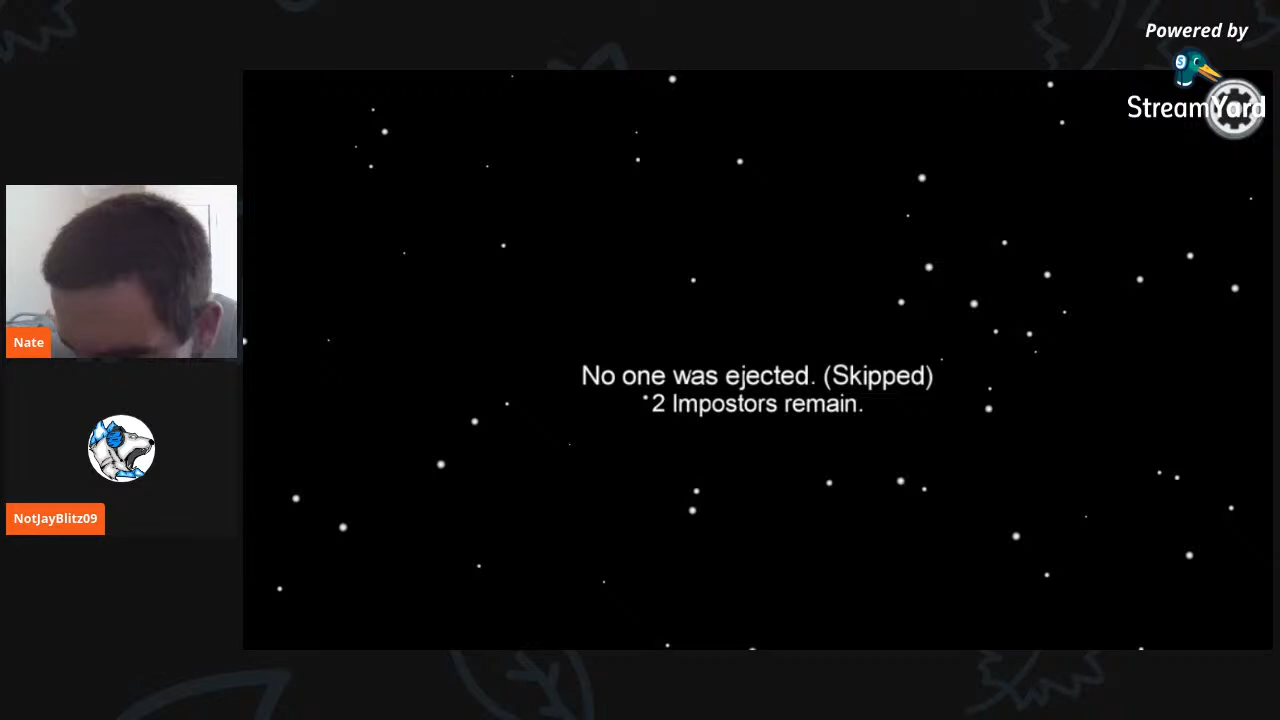 Powered by
StreamYard
Nate
No one was ejected. (Skipped)
2 Impostors remain.
NotJayBlitz09